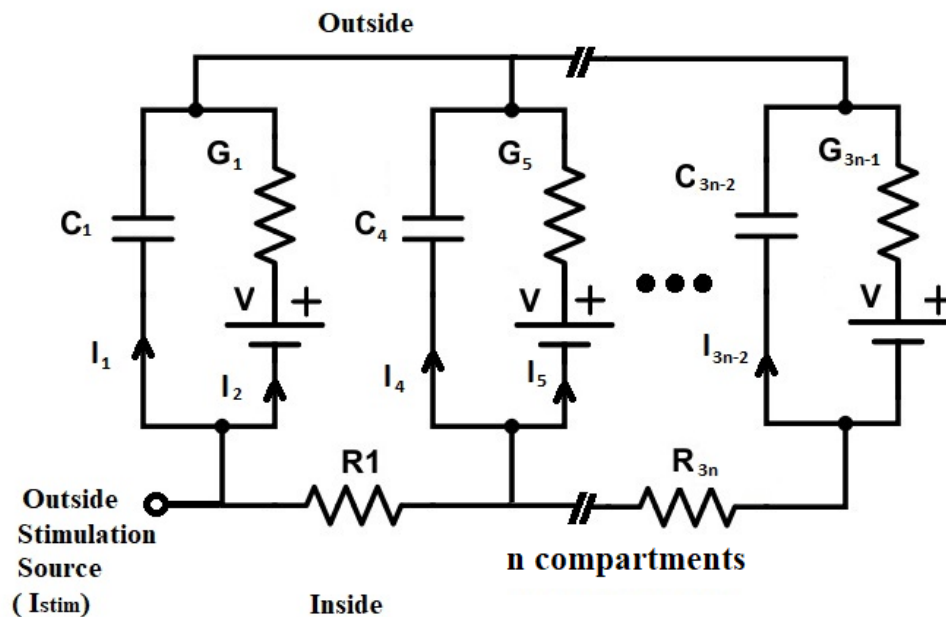 Outside
G1
G5
G3n-1
C1
C4
C3n-2
V +
V +
V +
I1
I2
I4
I5
I3n-2
R1
R3n
Outside
Stimulation
Source
( Istim)
n compartments
Inside